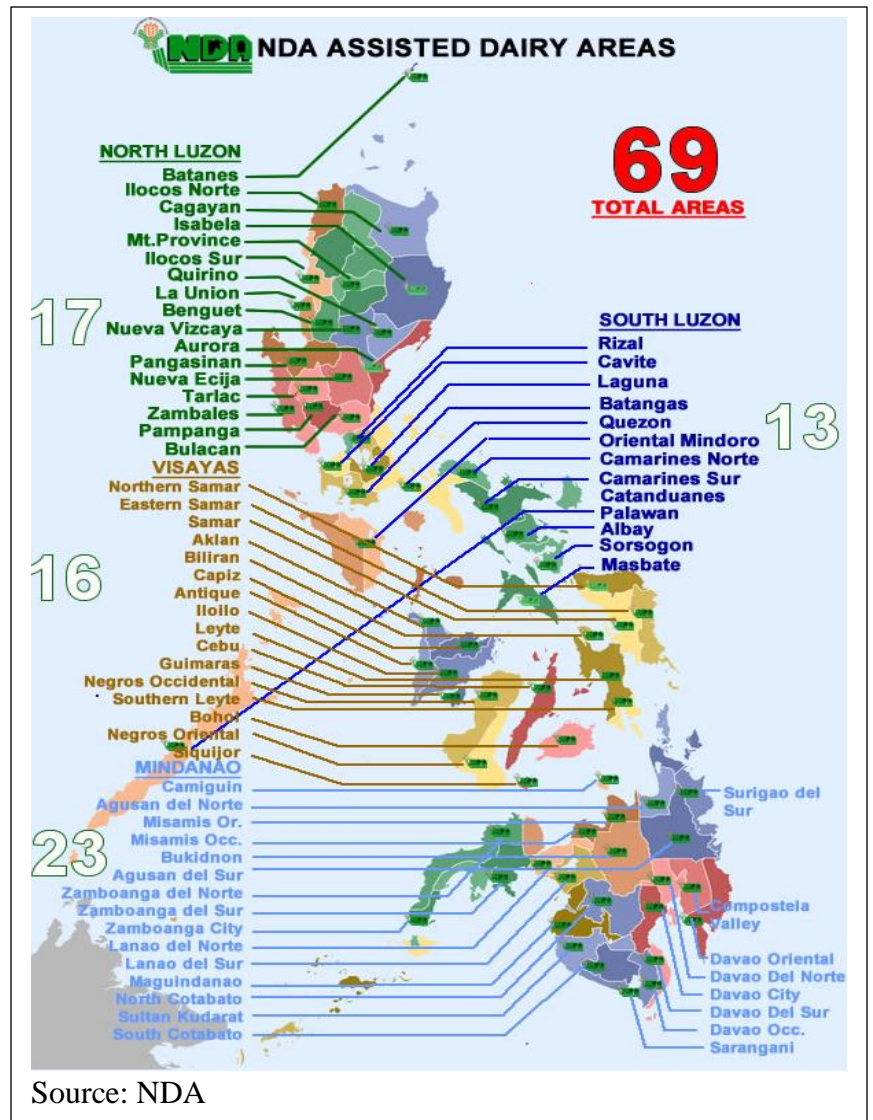 NDA NDA ASSISTED DAIRY AREAS
69
TOTAL AREAS
NORTH LUZON
Batanes
Ilocos Norte
Cagayan
Isabela
Mt.Province
Ilocos Sur
Quirino
La Union
Benguet
Nueva Vizcaya
Aurora
Pangasinan
Nueva Ecija
Tarlac
Zambales
Pampanga
Bulacan
17
SOUTH LUZON
Rizal
Cavite
Laguna
Batangas
Quezon
Oriental Mindoro
Camarines Norte
Camarines Sur
Catanduanes
Palawan
Albay
Sorsogon
Masbate
13
VISAYAS
Northern Samar
Eastern Samar
Samar
Aklan
Biliran
Capiz
Antique
Iloilo
Leyte
Cebu
Guimaras
Negros Occidental
Southern Leyte
Bohol
Negros Oriental
Siquijor
16
MINDANAO
Camiguin
Agusan del Norte
Misamis Or.
Misamis Occ.
Bukidnon
Agusan del Sur
Zamboanga del Norte
Zamboanga del Sur
Zamboanga City
Lanao del Norte
Lanao del Sur
Maguindanao
North Cotabato
Sultan Kudarat
South Cotabato
23
Surigao del
Sur
Compostela
Valley
Davao Oriental
Davao Del Norte
Davao City
Davao Del Sur
Davao Occ.
Sarangani
Source: NDA